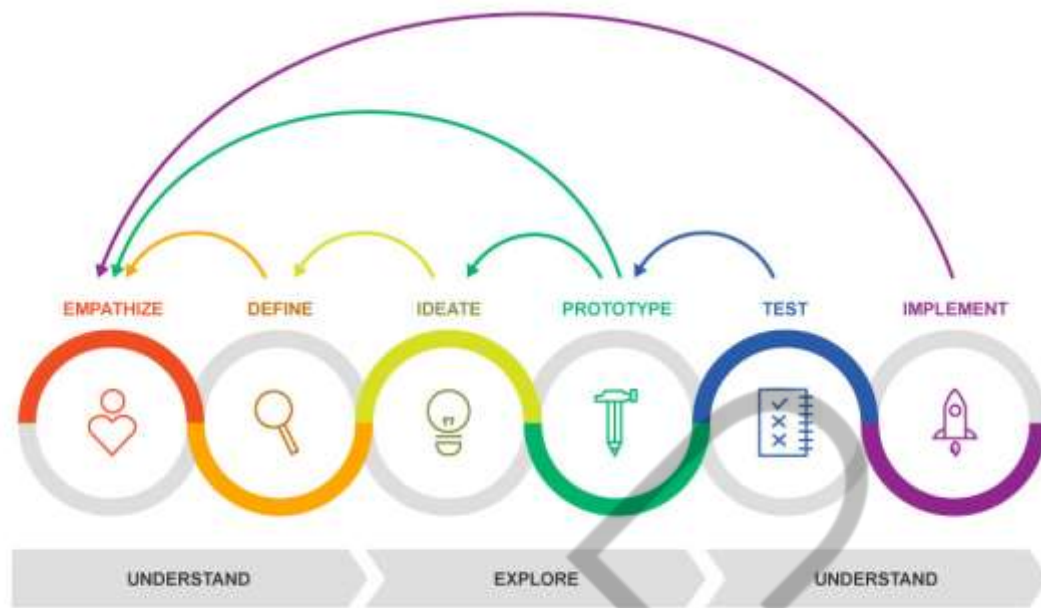 EMPATHIZE DEFINE IDEATE PROTOTYPE TEST IMPLEMENT
UNDERSTAND EXPLORE UNDERSTAND